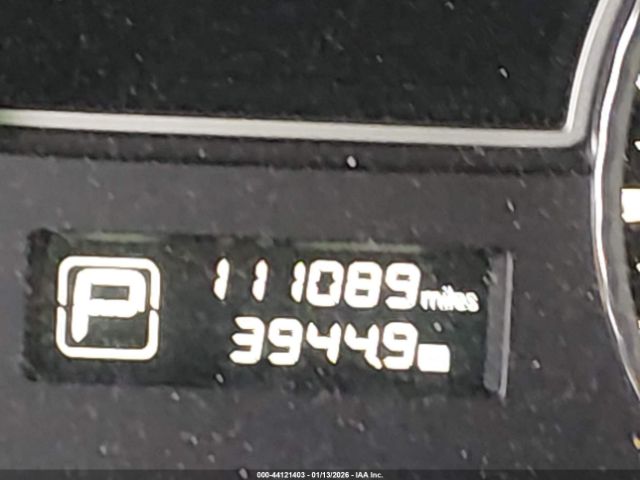 P
111089 miles
3944.9
000-44121403 - 01/13/2026 - IAA Inc.